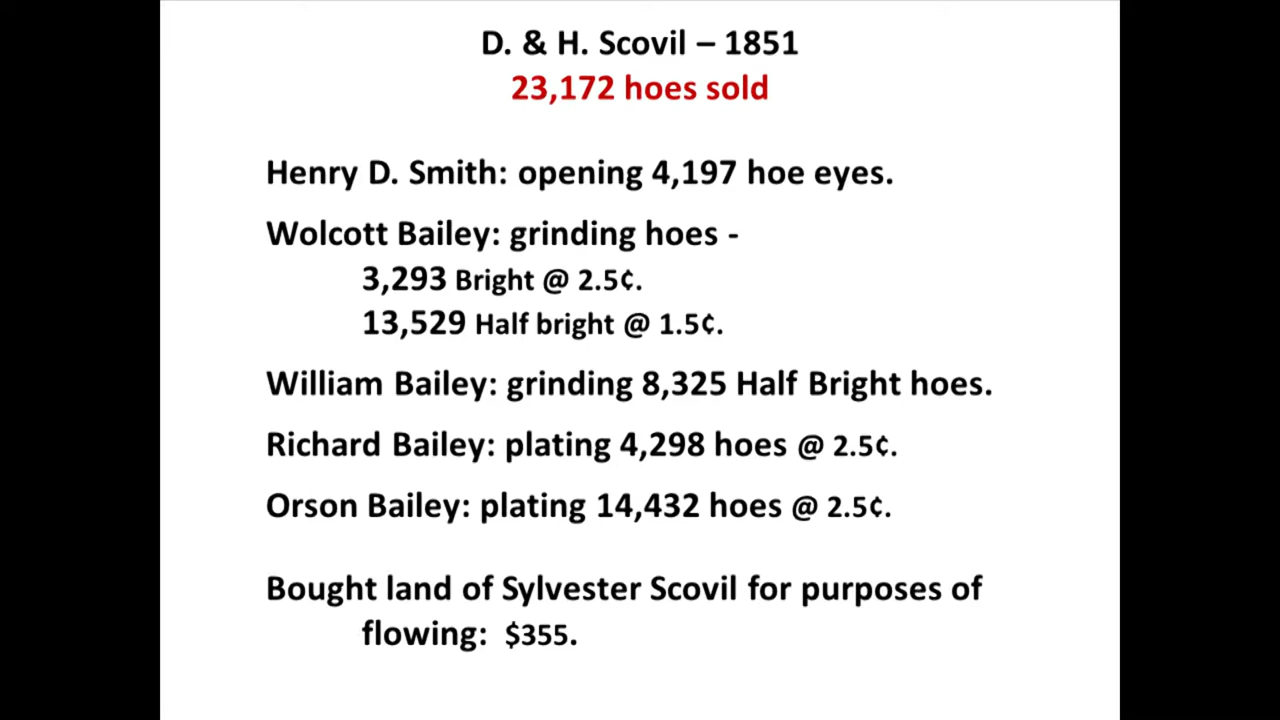 D. & H. Scovil – 1851
23,172 hoes sold
Henry D. Smith: opening 4,197 hoe eyes.
Wolcott Bailey: grinding hoes -
3,293 Bright @ 2.5¢.
13,529 Half bright @ 1.5¢.
William Bailey: grinding 8,325 Half Bright hoes.
Richard Bailey: plating 4,298 hoes @ 2.5¢.
Orson Bailey: plating 14,432 hoes @ 2.5¢.
Bought land of Sylvester Scovil for purposes of
flowing: $355.